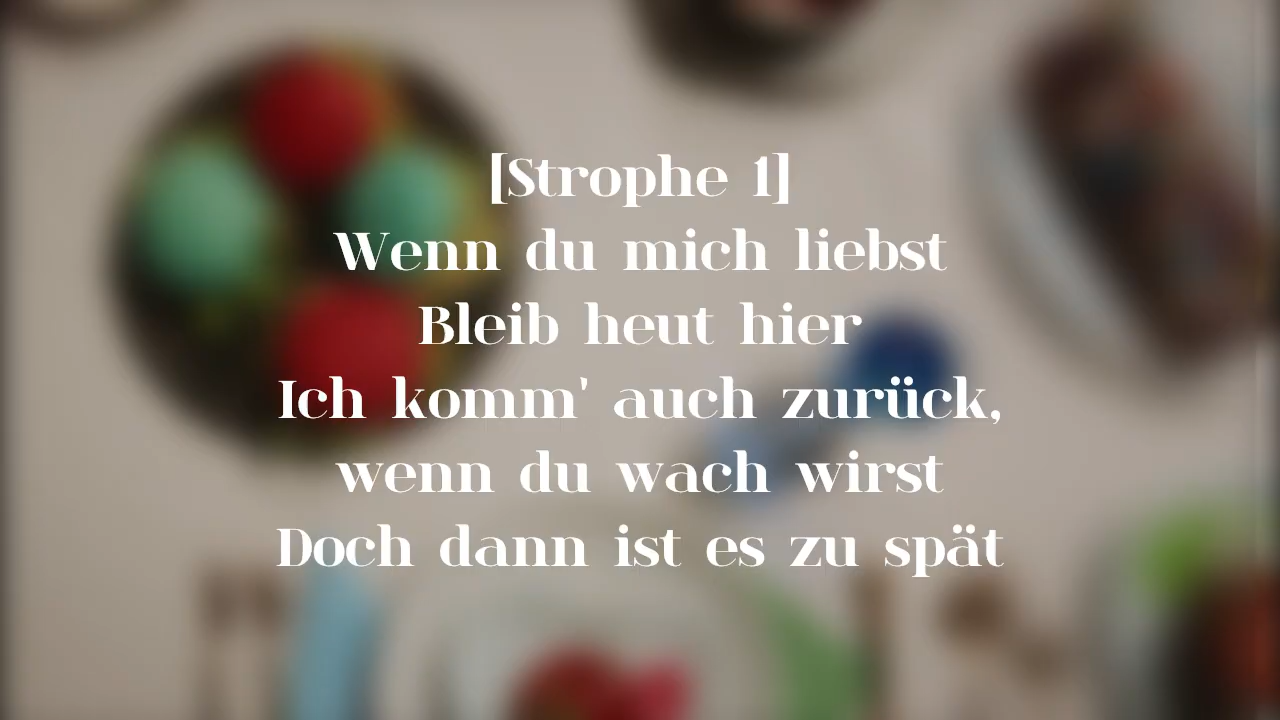 [Strophe 1]
Wenn du mich liebst
Bleib heut hier
Ich komm' auch zurück,
wenn du wach wirst
Doch dann ist es zu spät